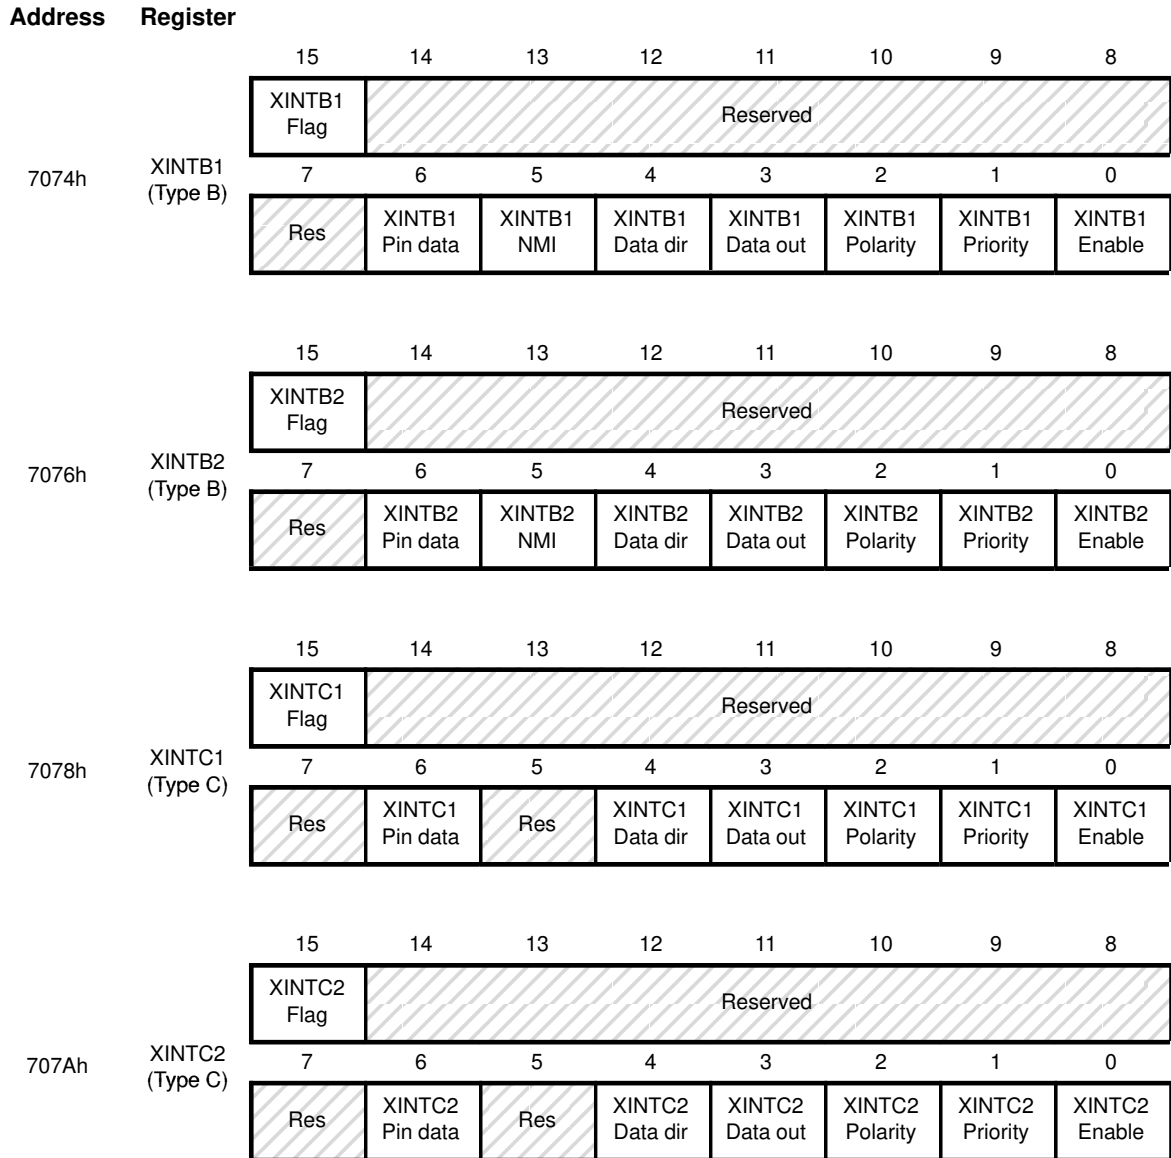 Address Register
15 14 13 12 11 10 9 8
XINTB1 Flag Reserved
7074h XINTB1 (Type B)
7 6 5 4 3 2 1 0
Res XINTB1 Pin data XINTB1 NMI XINTB1 Data dir XINTB1 Data out XINTB1 Polarity XINTB1 Priority XINTB1 Enable
15 14 13 12 11 10 9 8
XINTB2 Flag Reserved
7076h XINTB2 (Type B)
7 6 5 4 3 2 1 0
Res XINTB2 Pin data XINTB2 NMI XINTB2 Data dir XINTB2 Data out XINTB2 Polarity XINTB2 Priority XINTB2 Enable
15 14 13 12 11 10 9 8
XINTC1 Flag Reserved
7078h XINTC1 (Type C)
7 6 5 4 3 2 1 0
Res XINTC1 Pin data Res XINTC1 Data dir XINTC1 Data out XINTC1 Polarity XINTC1 Priority XINTC1 Enable
15 14 13 12 11 10 9 8
XINTC2 Flag Reserved
707Ah XINTC2 (Type C)
7 6 5 4 3 2 1 0
Res XINTC2 Pin data Res XINTC2 Data dir XINTC2 Data out XINTC2 Polarity XINTC2 Priority XINTC2 Enable